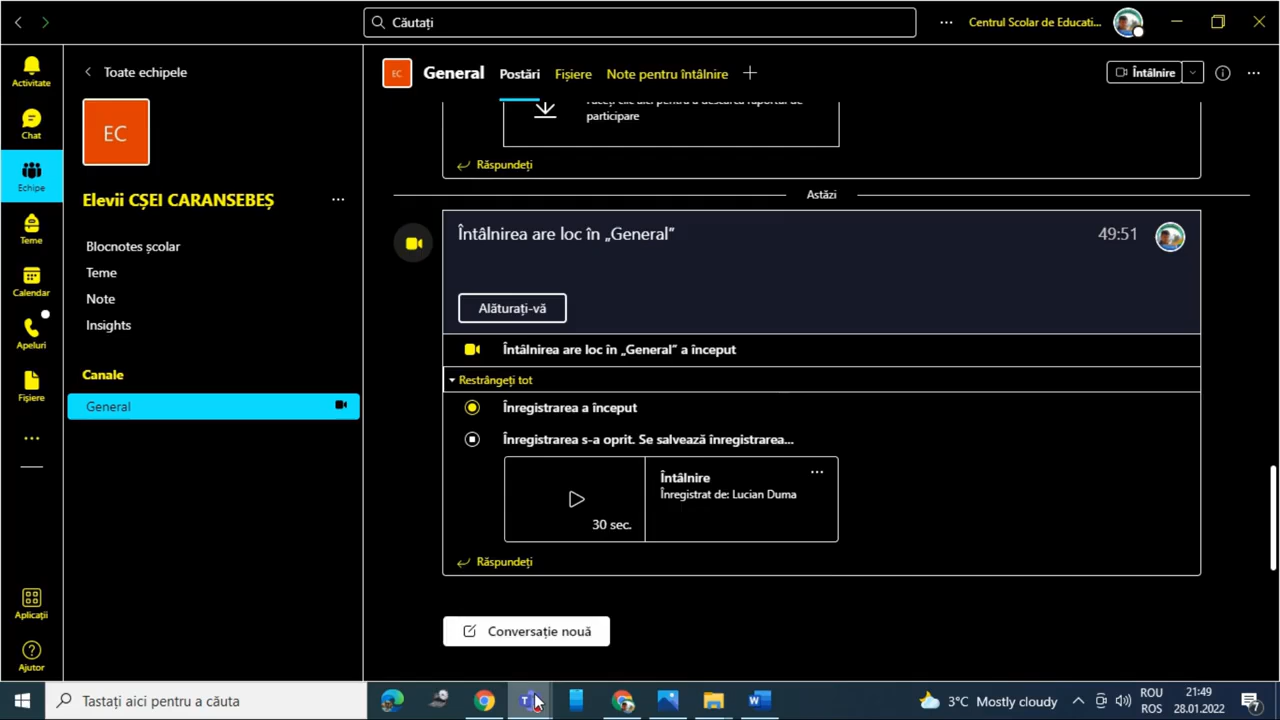 Căutați
Centrul Scolar de Educati...
Activitate
Chat
Echipe
Teme
Calendar
Apeluri
Fișiere
Aplicații
Ajutor
Toate echipele
EC
Elevii CȘEI CARANSEBEȘ
Blocnotes școlar
Teme
Note
Insights
Canale
General
EC
General
Postări
Fișiere
Note pentru întâlnire
Întâlnire
participare
Răspundeți
Astăzi
Întâlnirea are loc în „General”
49:51
Alăturați-vă
Întâlnirea are loc în „General” a început
Restrângeți tot
Înregistrarea a început
Înregistrarea s-a oprit. Se salvează înregistrarea...
30 sec.
Întâlnire
Înregistrat de: Lucian Duma
Răspundeți
Conversație nouă
Tastați aici pentru a căuta
3°C Mostly cloudy
ROU
ROS
21:49
28.01.2022
7